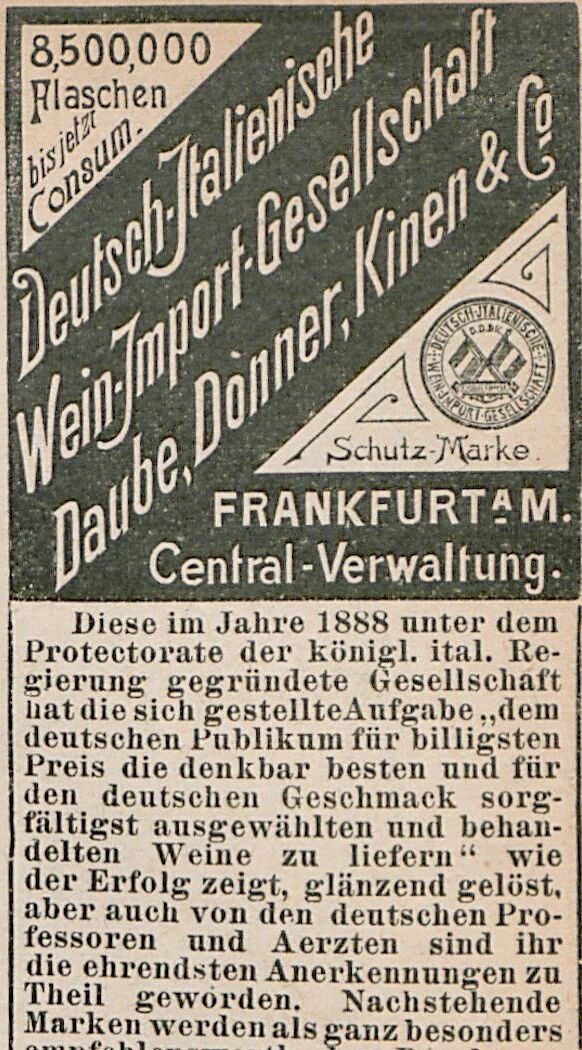 8,500,000
Flaschen
bis jetzt
Consum.
Deutsch-Italienische
Wein-Import-Gesellschaft
Daube, Donner, Kinen & Co
DEUTSCH-ITALIENISCHE
WEINIMPORT-GESELLSCHAFT
Schutz-Marke.
FRANKFURT A M.
Central-Verwaltung.
Diese im Jahre 1888 unter dem
Protectorate der königl. ital. Re-
gierung gegründete Gesellschaft
hat die sich gestellte Aufgabe „dem
deutschen Publikum für billigsten
Preis die denkbar besten und für
den deutschen Geschmack sorg-
fältigst ausgewählten und behan-
delten Weine zu liefern“ wie
der Erfolg zeigt, glänzend gelöst,
aber auch von den deutschen Pro-
fessoren und Aerzten sind ihr
die ehrendsten Anerkennungen zu
Theil geworden. Nachstehende
Marken werden als ganz besonders